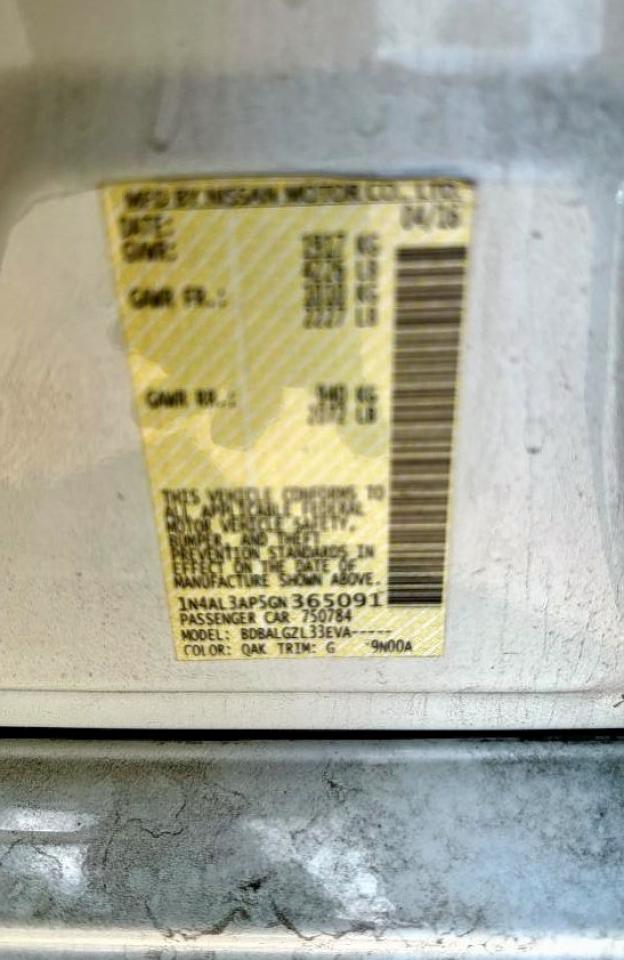 MFD BY NISSAN MOTOR CO., LTD.
DATE: 04/16
GVWR: KG
LB
GAWR FR.: KG
2227 LB
GAWR RR.: 940 KG
2072 LB
THIS VEHICLE CONFORMS TO
ALL APPLICABLE FEDERAL
MOTOR VEHICLE SAFETY,
BUMPER, AND THEFT
PREVENTION STANDARDS IN
EFFECT ON THE DATE OF
MANUFACTURE SHOWN ABOVE.
1N4AL3AP5GN365091
PASSENGER CAR 750784
MODEL: BDBALGZL33EVA-----
COLOR: QAK TRIM: G 9N00A